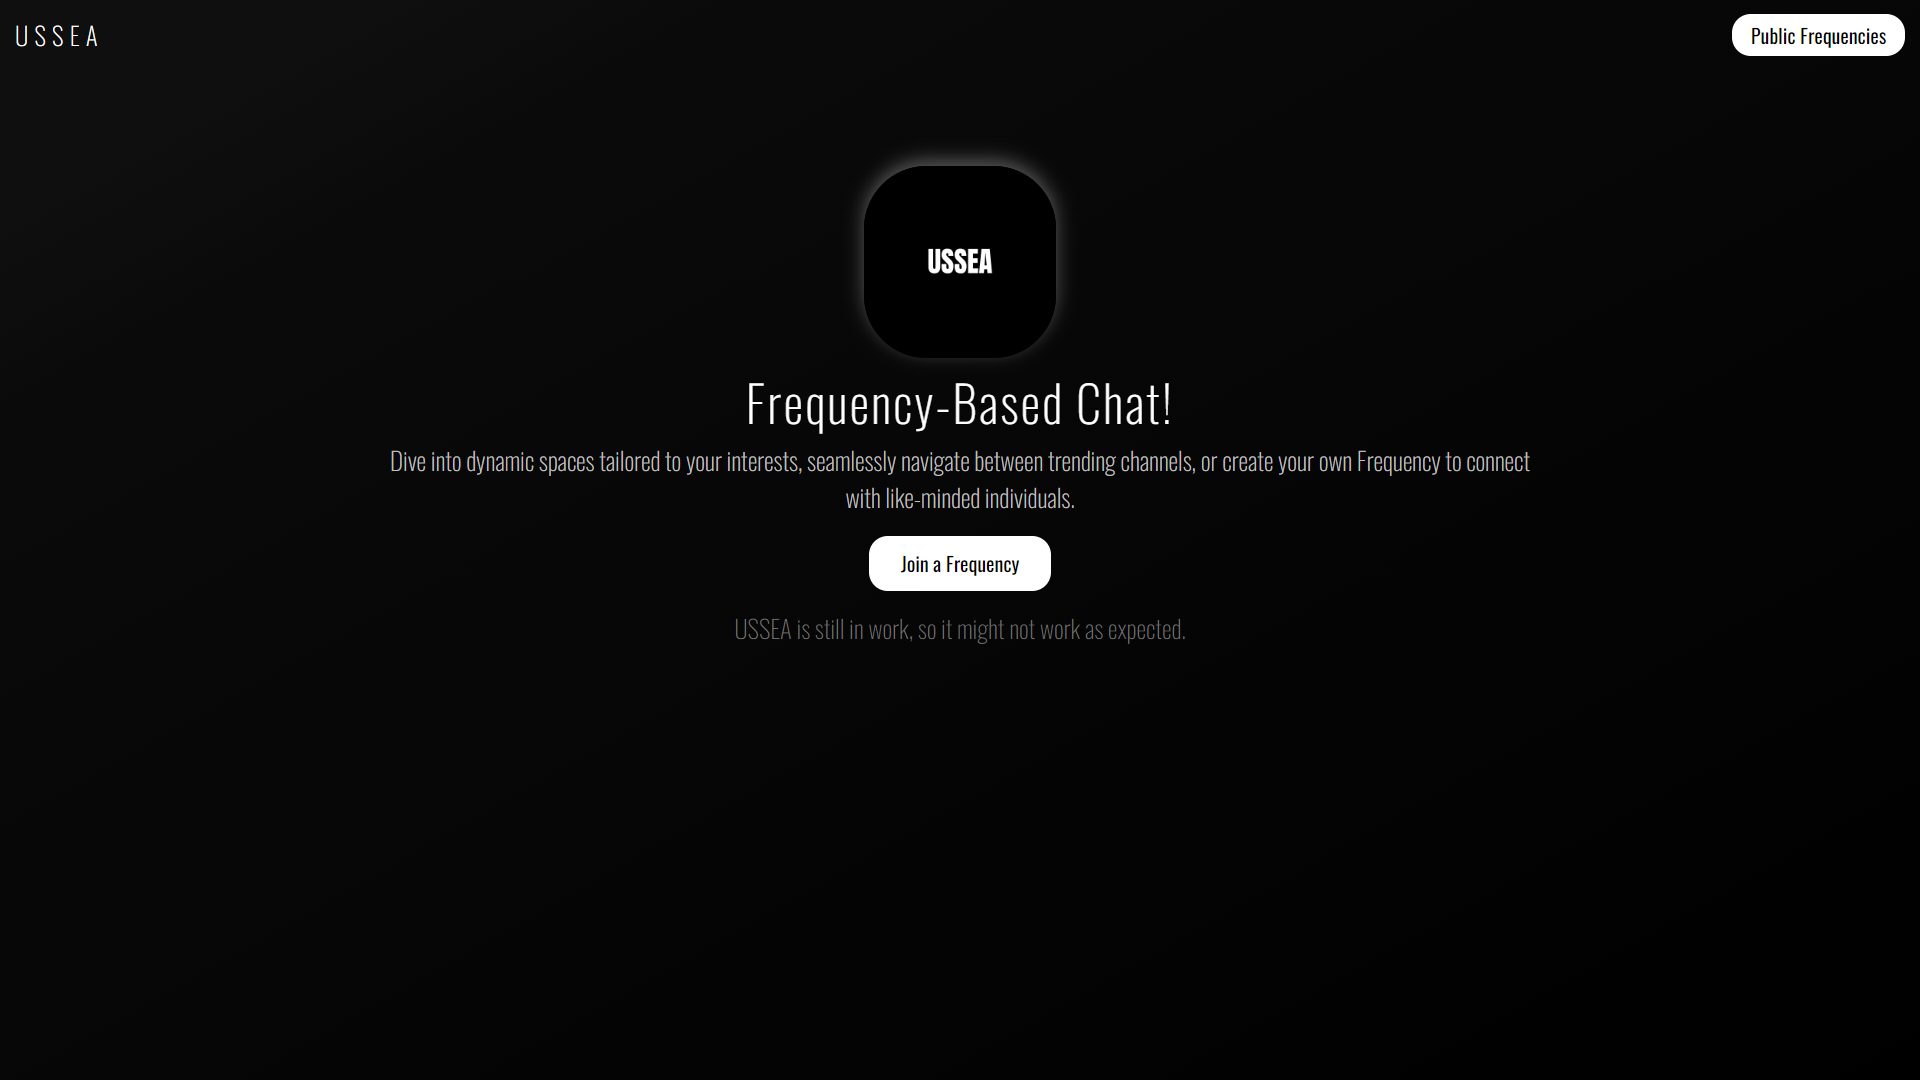 USSEA
Public Frequencies
USSEA
Frequency-Based Chat!
Dive into dynamic spaces tailored to your interests, seamlessly navigate between trending channels, or create your own Frequency to connect
with like-minded individuals.
Join a Frequency
USSEA is still in work, so it might not work as expected.